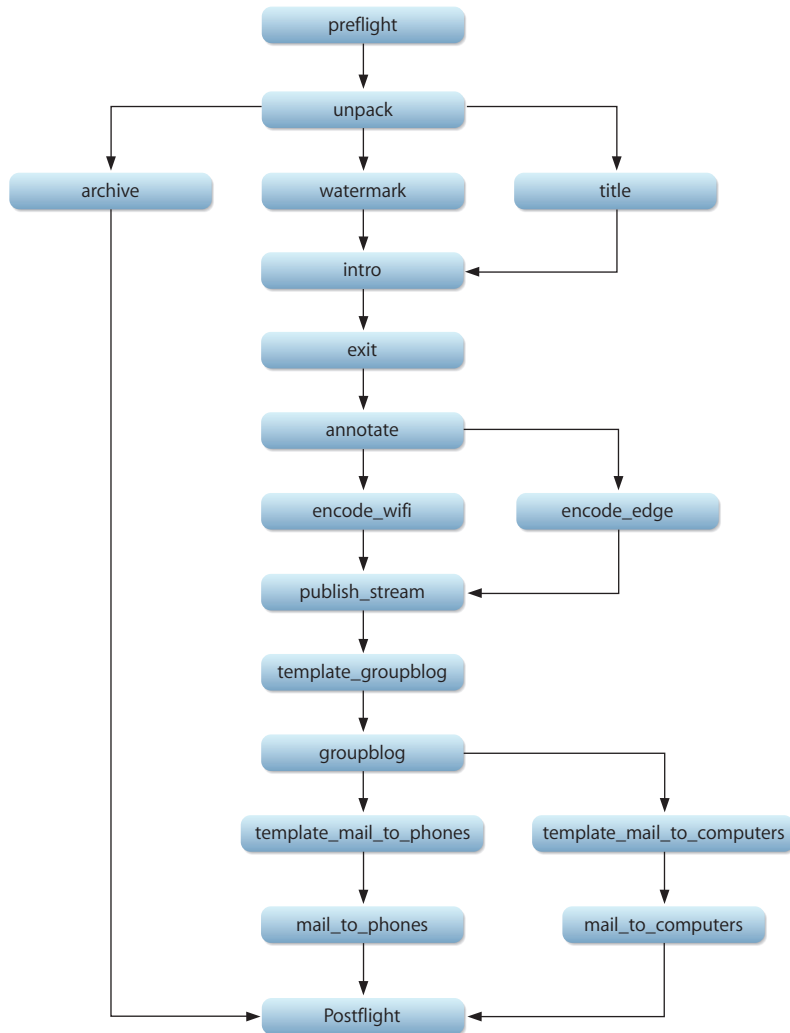 preflight
unpack
archive
watermark
title
intro
exit
annotate
encode_wifi
encode_edge
publish_stream
template_groupblog
groupblog
template_mail_to_phones
template_mail_to_computers
mail_to_phones
mail_to_computers
Postflight